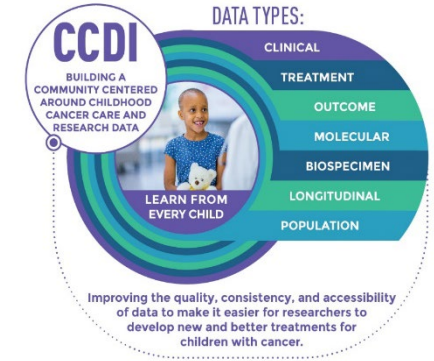 CCDI
BUILDING A
COMMUNITY CENTERED
AROUND CHILDHOOD
CANCER CARE AND
RESEARCH DATA
DATA TYPES:
CLINICAL
TREATMENT
OUTCOME
MOLECULAR
BIOSPECIMEN
LONGITUDINAL
POPULATION
LEARN FROM
EVERY CHILD
Improving the quality, consistency, and accessibility
of data to make it easier for researchers to
develop new and better treatments for
children with cancer.